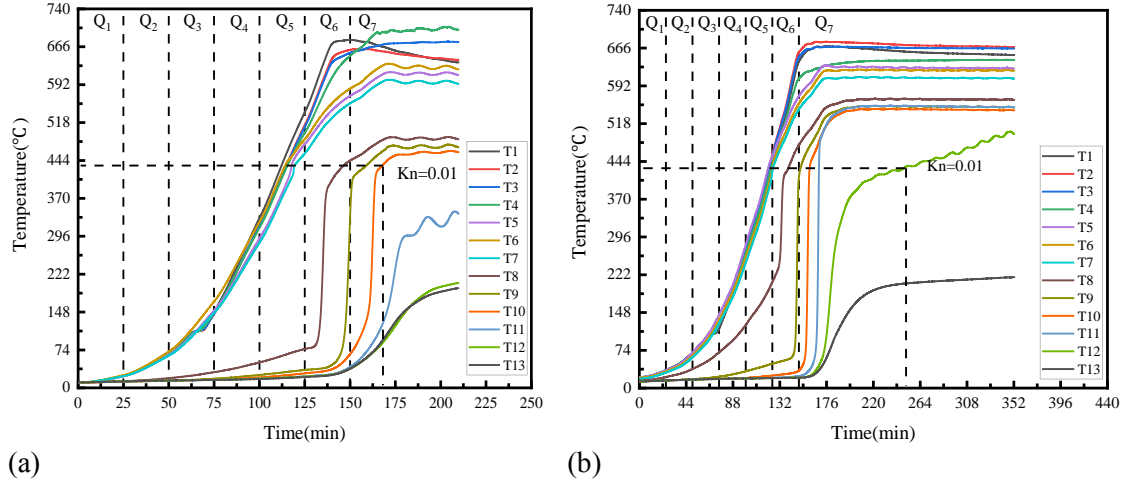 Q1 Q2 Q3 Q4 Q5 Q6 Q7
740
666
592
518
444
370
296
222
148
74
0
Temperature(°C)
Kn=0.01
T1
T2
T3
T4
T5
T6
T7
T8
T9
T10
T11
T12
T13
0 25 50 75 100 125 150 175 200 225 250
Time(min)
(a)
Q1 Q2 Q3 Q4 Q5 Q6 Q7
740
666
592
518
444
370
296
222
148
74
0
Temperature(°C)
Kn=0.01
T1
T2
T3
T4
T5
T6
T7
T8
T9
T10
T11
T12
T13
0 44 88 132 176 220 264 308 352 396 440
Time(min)
(b)